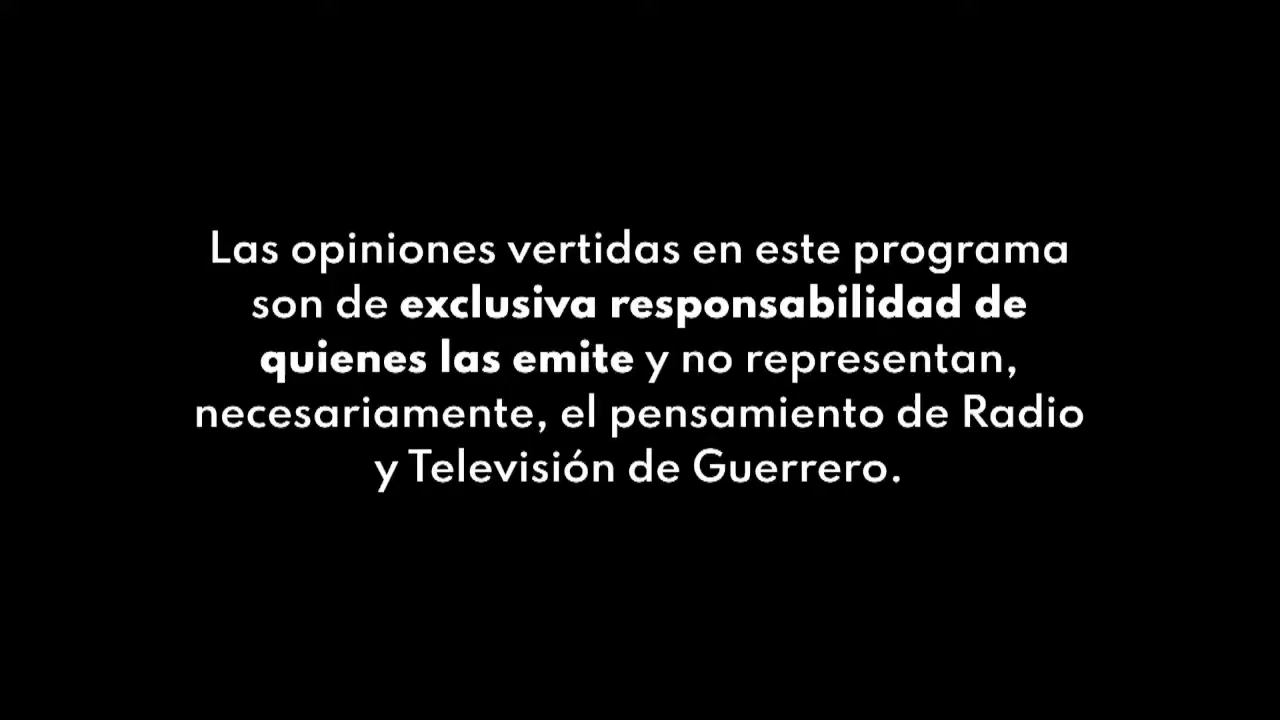 Las opiniones vertidas en este programa
son de exclusiva responsabilidad de
quienes las emite y no representan,
necesariamente, el pensamiento de Radio
y Televisión de Guerrero.